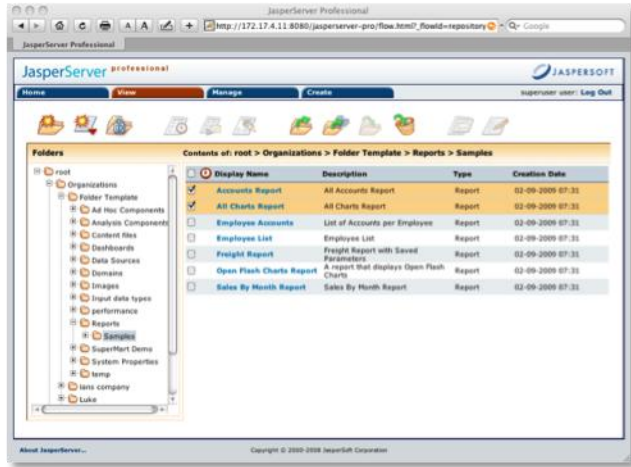 JasperServer Professional
http://172.17.4.11:8080/jasperserver-pro/flow.html?_flowId=repository
Google
JasperServer Professional
JasperServer professional
JASPERSOFT
Home View Manage Create superuser user: Log Out
Folders
Contents of: root > Organizations > Folder Template > Reports > Samples
root
Organizations
Folder Template
Ad Hoc Components
Analysis Components
Content files
Dashboards
Data Sources
Domains
Images
Input data types
performance
Reports
Samples
SuperMart Demo
System Properties
temp
ians company
Luke
Display Name Description Type Creation Date
Accounts Report All Accounts Report Report 02-09-2009 07:31
All Charts Report All Charts Report Report 02-09-2009 07:31
Employee Accounts List of Accounts per Employee Report 02-09-2009 07:31
Employee List Employee List Report 02-09-2009 07:31
Freight Report Freight Report with Saved Parameters Report 02-09-2009 07:31
Open Flash Charts Report A report that displays Open Flash Charts Report 02-09-2009 07:31
Sales By Month Report Sales By Month Report Report 02-09-2009 07:31
About JasperServer...
Copyright © 2000-2008 JasperSoft Corporation